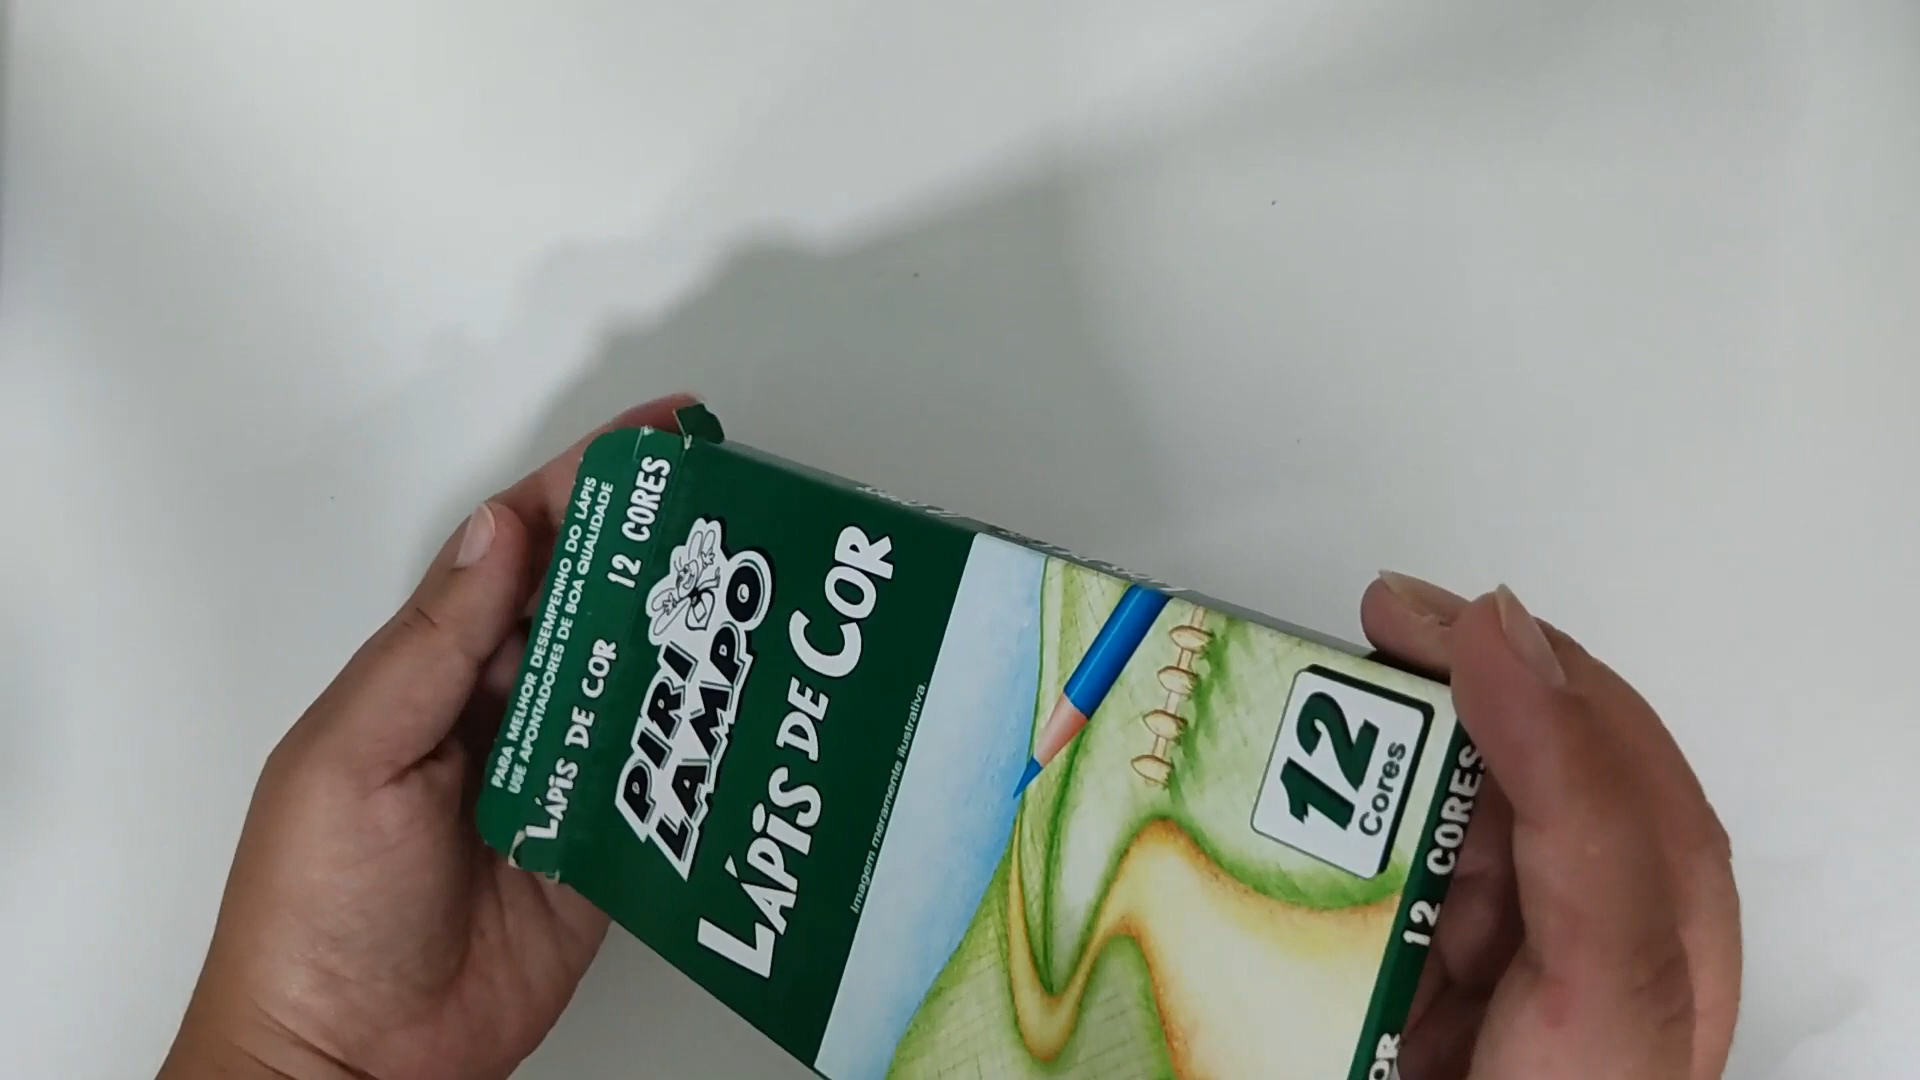 PARA MELHOR DESEMPENHO DO LÁPIS
USE APONTADORES DE BOA QUALIDADE
LÁPIS DE COR 12 CORES
PIRI
LAMPO
LÁPIS DE COR
Imagem meramente ilustrativa.
12
Cores
OR 12 CORES